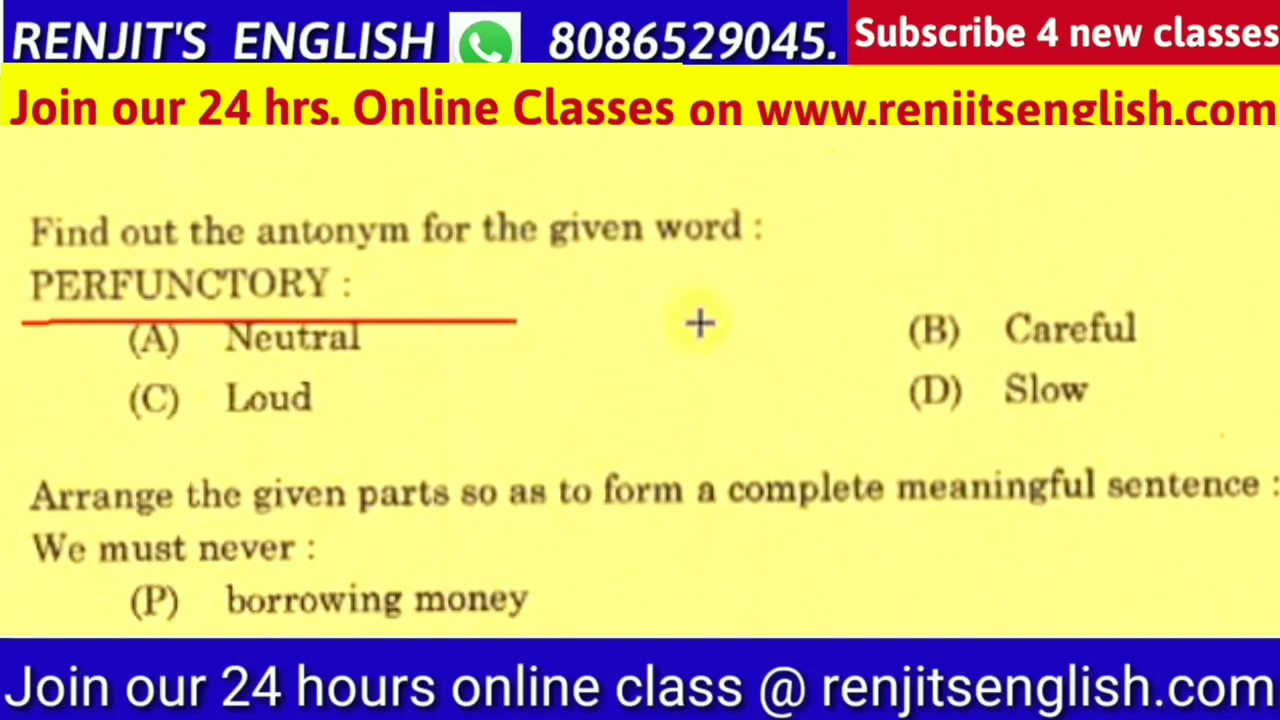 RENJIT'S ENGLISH 8086529045. Subscribe 4 new classes
Join our 24 hrs. Online Classes on www.renjitsenglish.com
Find out the antonym for the given word :
PERFUNCTORY :
(A) Neutral (B) Careful
(C) Loud (D) Slow
Arrange the given parts so as to form a complete meaningful sentence :
We must never :
(P) borrowing money
Join our 24 hours online class @ renjitsenglish.com